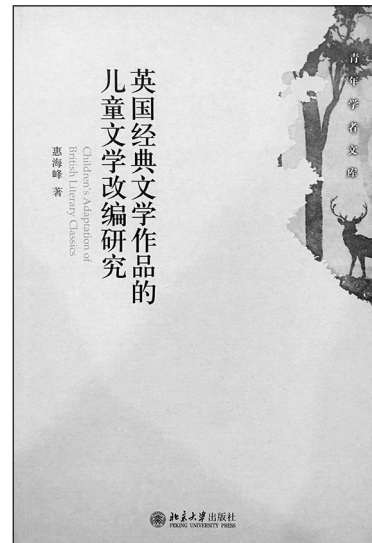 青年学者文库
英国经典文学作品的
儿童文学改编研究
Children's Adaptation of
British Literary Classics
惠海峰 著
北京大学出版社
PEKING UNIVERSITY PRESS